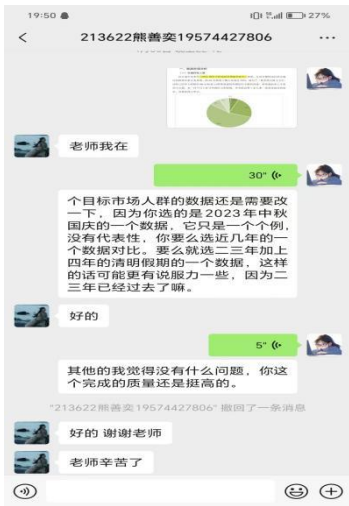 19:50
27%
213622熊善奕19574427806
老师我在
30"
个目标市场人群的数据还是需要改
一下，因为你选的是2023年中秋
国庆的一个数据，它只是一个个例，
没有代表性，你要么选近几年的一
个数据对比。要么就选二三年加上
四年的清明假期的一个数据，这样
的话可能更有说服力一些，因为二
三年已经过去了嘛。
好的
5"
其他的我觉得没有什么问题，你这
个完成的质量还是挺高的。
"213622熊善奕19574427806" 撤回了一条消息
好的 谢谢老师
老师辛苦了